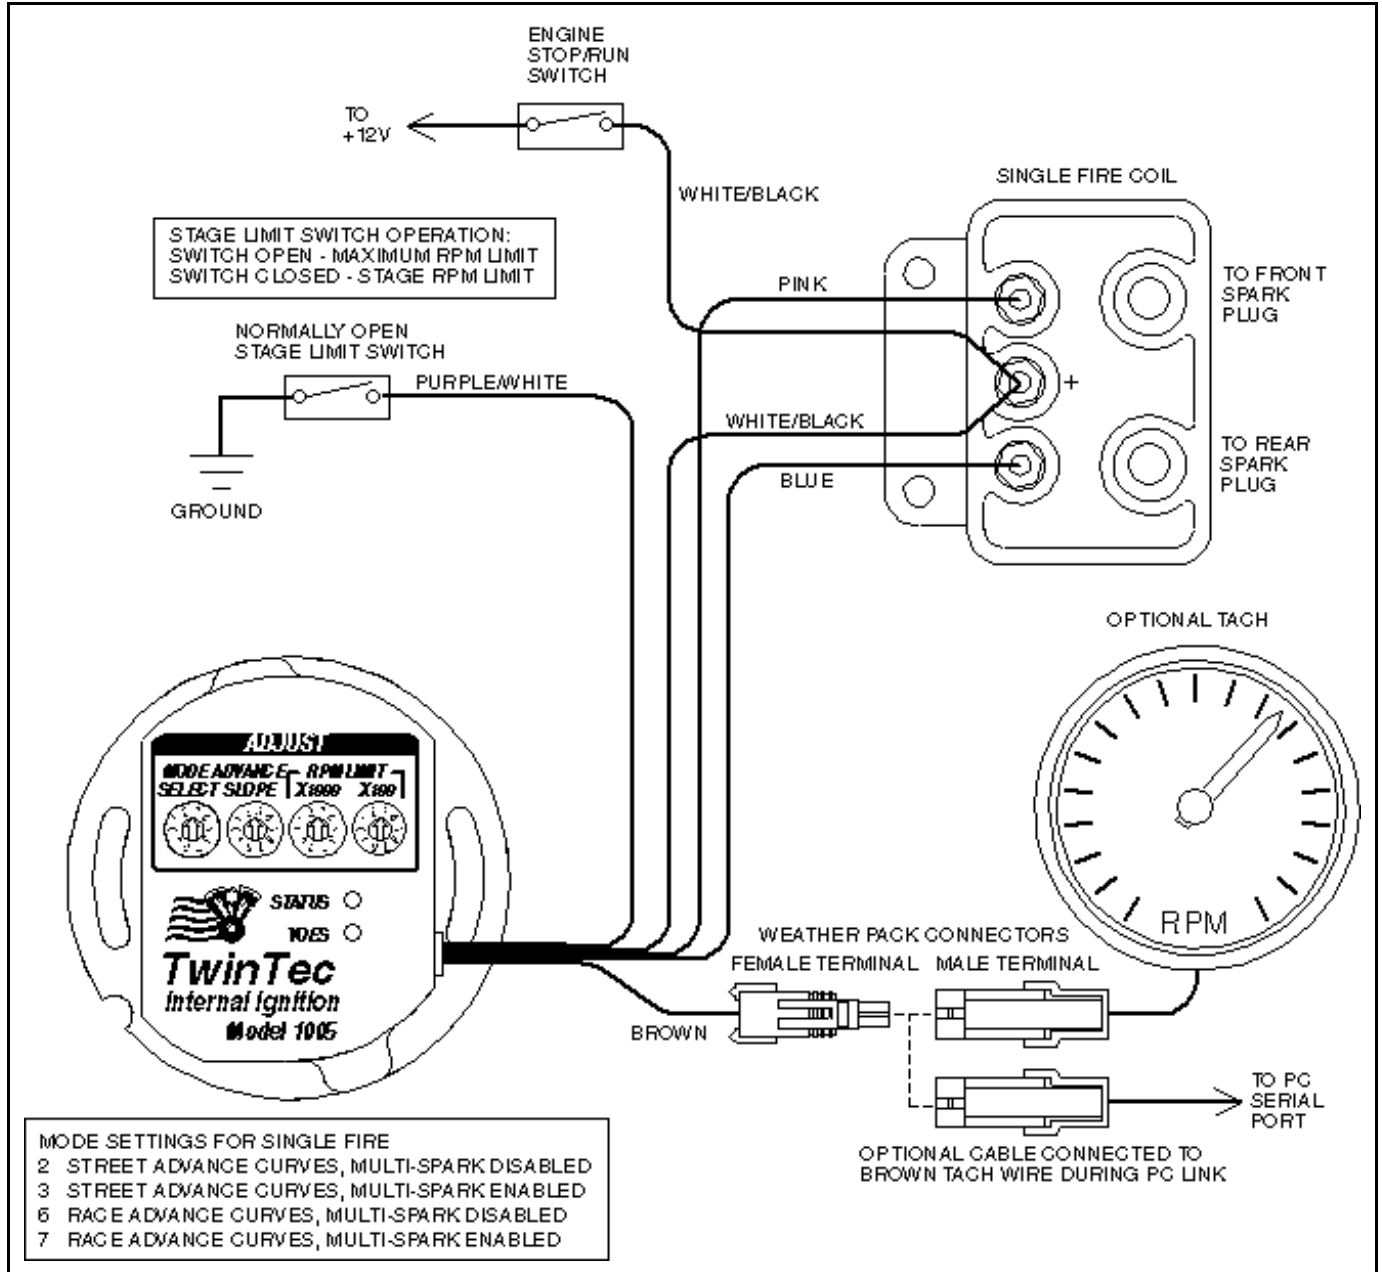 ENGINE
STOP/RUN
SWITCH
TO
+12V
WHITE/BLACK
SINGLE FIRE COIL
STAGE LIMIT SWITCH OPERATION:
SWITCH OPEN - MAXIMUM RPM LIMIT
SWITCH CLOSED - STAGE RPM LIMIT
PINK
TO FRONT
SPARK
PLUG
NORMALLY OPEN
STAGE LIMIT SWITCH
PURPLE/WHITE
+
WHITE/BLACK
BLUE
TO REAR
SPARK
PLUG
GROUND
OPTIONAL TACH
ADJUST
MODE ADVANCE RPM LIMIT
SELECT SLOPE X1000 X100
STATUS
TDES
TwinTec
Internal Ignition
Model 1005
RPM
WEATHER PACK CONNECTORS
FEMALE TERMINAL MALE TERMINAL
BROWN
TO PC
SERIAL
PORT
OPTIONAL CABLE CONNECTED TO
BROWN TACH WIRE DURING PC LINK
MODE SETTINGS FOR SINGLE FIRE
2 STREET ADVANCE CURVES, MULTI-SPARK DISABLED
3 STREET ADVANCE CURVES, MULTI-SPARK ENABLED
6 RACE ADVANCE CURVES, MULTI-SPARK DISABLED
7 RACE ADVANCE CURVES, MULTI-SPARK ENABLED